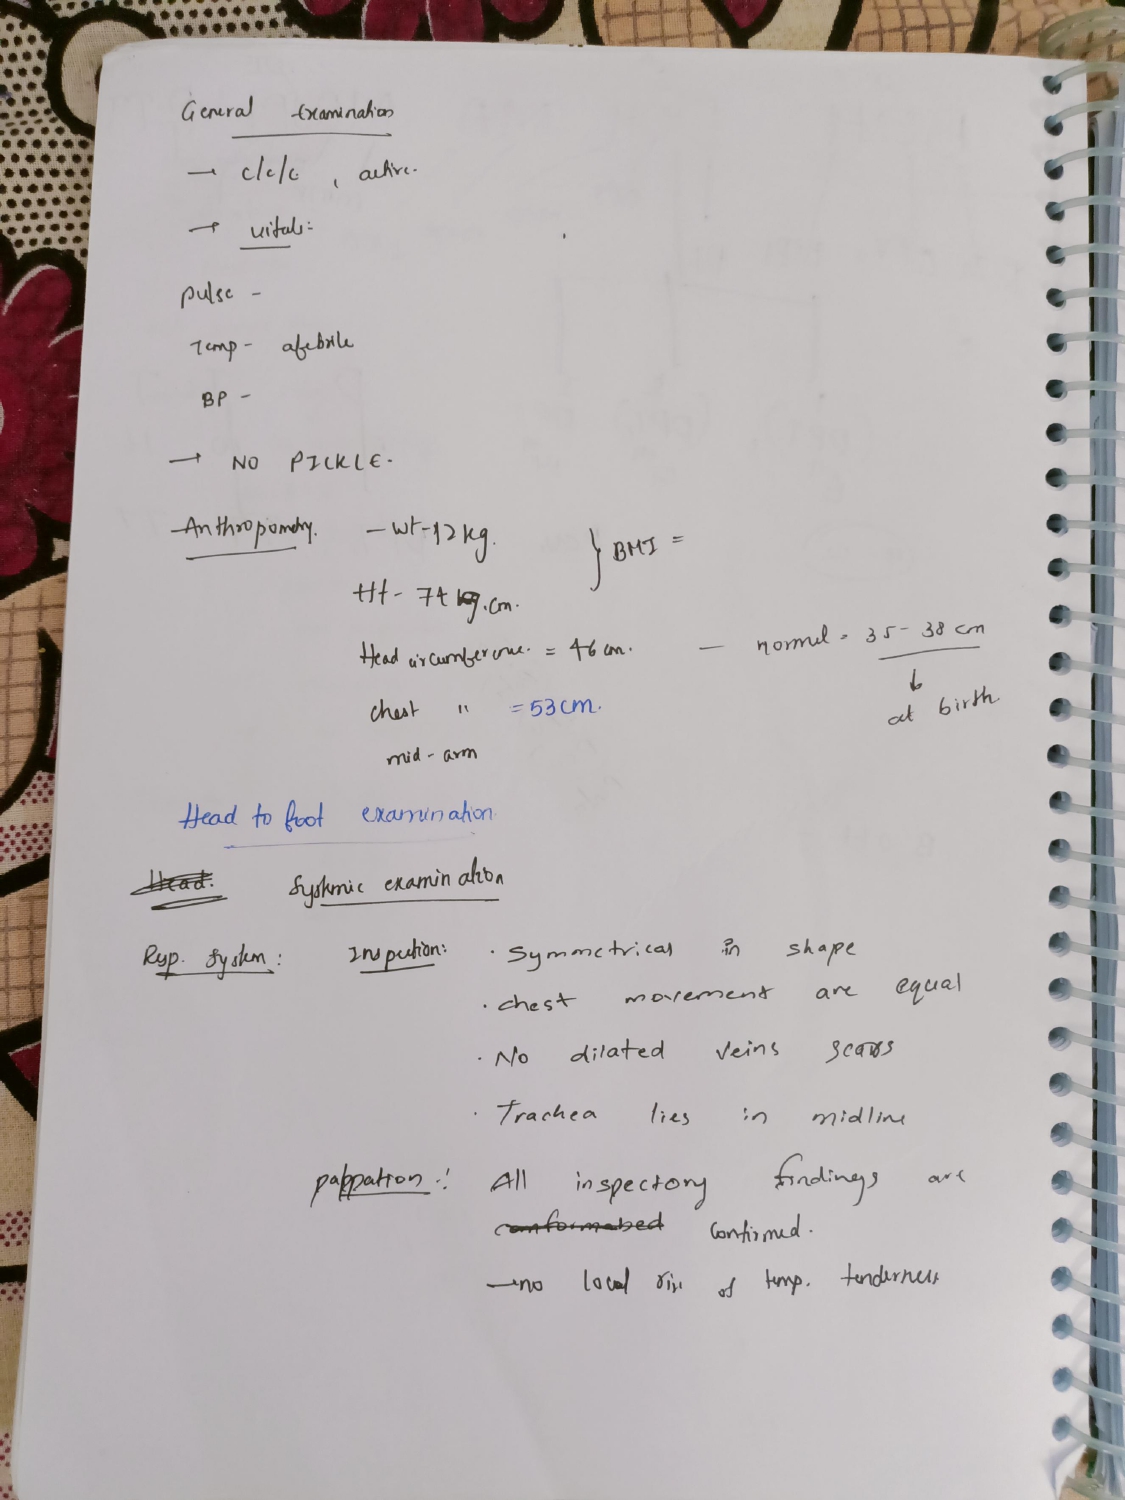 General Examination
→ c/c/c , active.
→ vitals:
pulse -
Temp - afebrile
BP -
→ NO PICKLE.
Anthropometry. - wt - 12 kg.
} BMI =
Ht - 74 cm.
Head circumference. = 46 cm. - normal = 35 - 38 cm
↓
chest " = 53 cm. at birth
mid - arm
Head to foot examination
Head. Systemic examination
Resp. System : Inspection: · Symmetrical in shape
· chest movement are equal
· No dilated veins scars
· Trachea lies in midline
palpation :- All inspectory findings are
conformabed confirmed.
→ no local rise of temp. tenderness